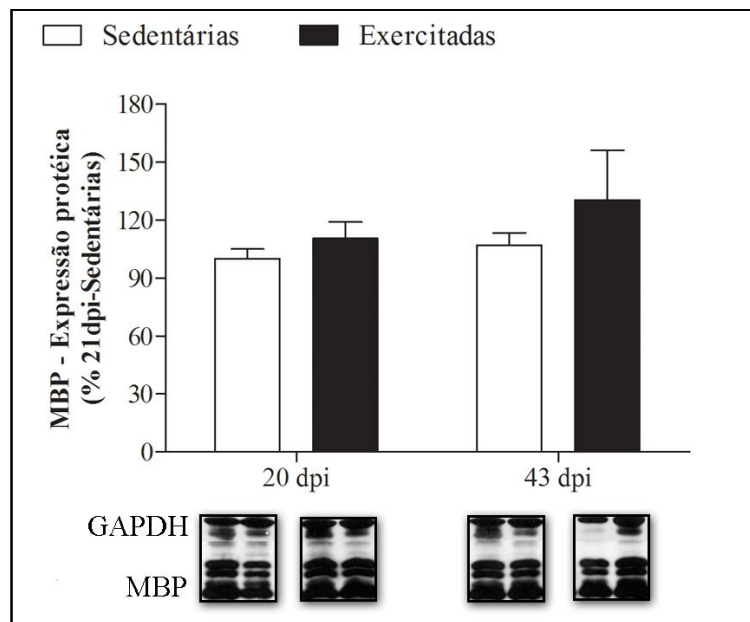 Sedentárias Exercitadas
MBP - Expressão protéica
(% 21dpi-Sedentárias)
180
150
120
90
60
30
0
20 dpi 43 dpi
GAPDH
MBP